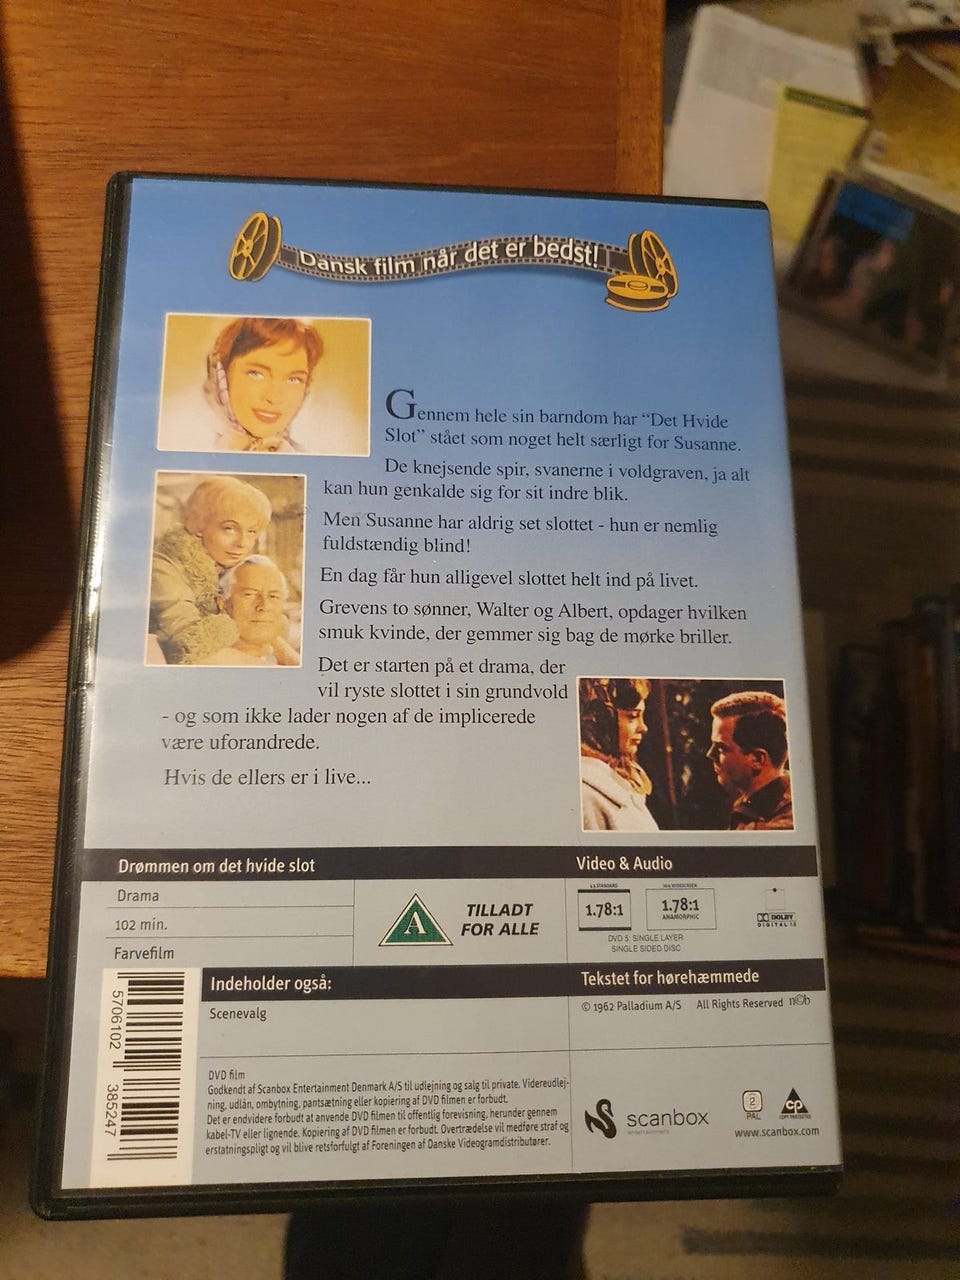 Dansk film når det er bedst!
Gennem hele sin barndom har "Det Hvide
Slot" stået som noget helt særligt for Susanne.
De knejsende spir, svanerne i voldgraven, ja alt
kan hun genkalde sig for sit indre blik.
Men Susanne har aldrig set slottet - hun er nemlig
fuldstændig blind!
En dag får hun alligevel slottet helt ind på livet.
Grevens to sønner, Walter og Albert, opdager hvilken
smuk kvinde, der gemmer sig bag de mørke briller.
Det er starten på et drama, der
vil ryste slottet i sin grundvold
- og som ikke lader nogen af de implicerede
være uforandrede.
Hvis de ellers er i live...
Drømmen om det hvide slot
Drama
102 min.
Farvefilm
A
TILLADT
FOR ALLE
Video & Audio
4:3 STANDARD
1.78:1
16:9 WIDESCREEN
1.78:1
ANAMORPHIC
DVD 5: SINGLE LAYER
SINGLE SIDED DISC
DOLBY
DIGITAL
Indeholder også:
Scenevalg
Tekstet for hørehæmmede
© 1962 Palladium A/S All Rights Reserved n©b
5706102 385247
DVD film
Godkendt af Scanbox Entertainment Denmark A/S til udlejning og salg til private. Videreudlej-
ning, udlån, ombytning, pantsætning eller kopiering af DVD filmen er forbudt.
Det er endvidere forbudt at anvende DVD filmen til offentlig forevisning, herunder gennem
kabel-TV eller lignende. Kopiering af DVD filmen er forbudt. Overtrædelse vil medføre straf og
erstatningspligt og vil blive retsforfulgt af Foreningen af Danske Videogramdistributører.
scanbox
entertainment
2
PAL
cp
COPY PROTECTED
www.scanbox.com